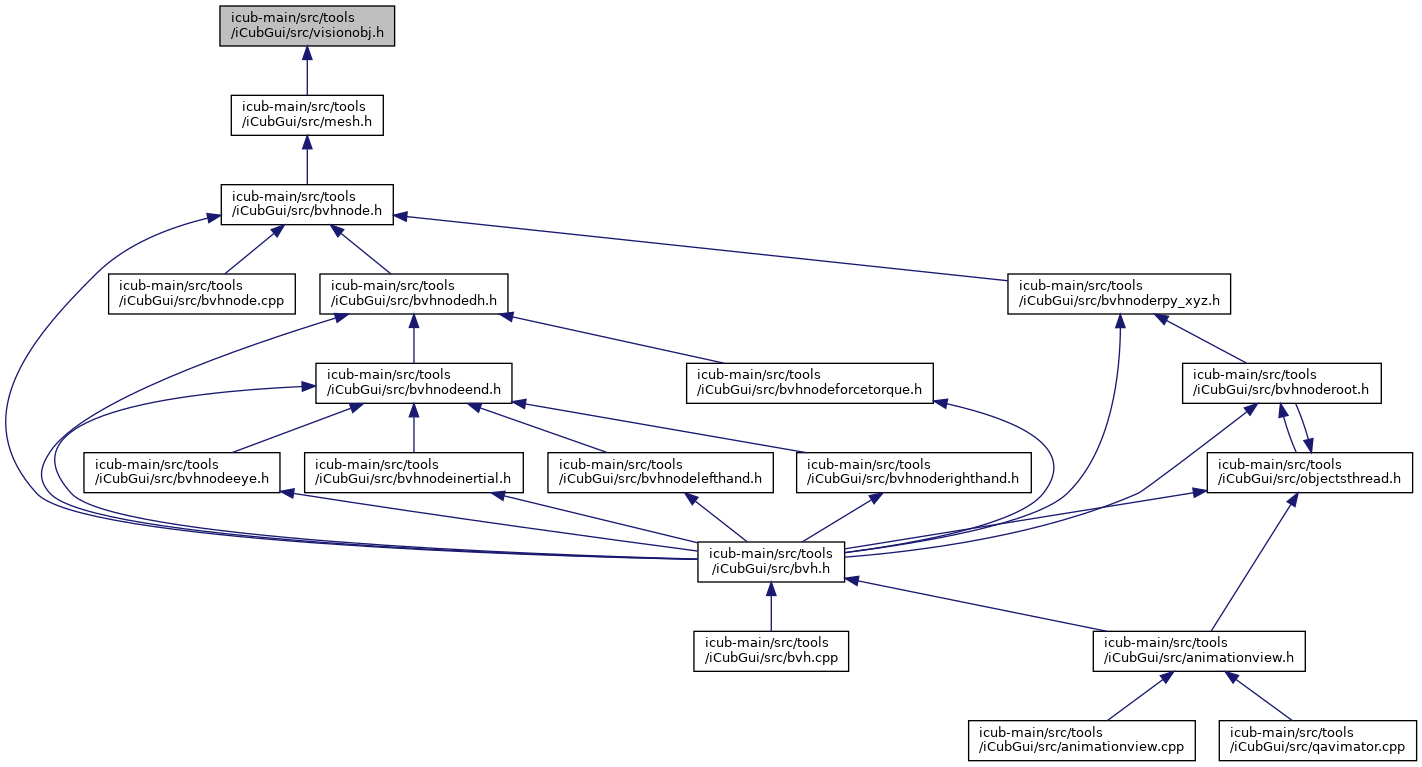 icub-main/src/tools
/iCubGui/src/visionobj.h
icub-main/src/tools
/iCubGui/src/mesh.h
icub-main/src/tools
/iCubGui/src/bvhnode.h
icub-main/src/tools
/iCubGui/src/bvhnode.cpp
icub-main/src/tools
/iCubGui/src/bvhnodedh.h
icub-main/src/tools
/iCubGui/src/bvhnoderpy_xyz.h
icub-main/src/tools
/iCubGui/src/bvhnodeend.h
icub-main/src/tools
/iCubGui/src/bvhnodeforcetorque.h
icub-main/src/tools
/iCubGui/src/bvhnoderoot.h
icub-main/src/tools
/iCubGui/src/bvhnodeeye.h
icub-main/src/tools
/iCubGui/src/bvhnodeinertial.h
icub-main/src/tools
/iCubGui/src/bvhnodelefthand.h
icub-main/src/tools
/iCubGui/src/bvhnoderighthand.h
icub-main/src/tools
/iCubGui/src/objectsthread.h
icub-main/src/tools
/iCubGui/src/bvh.h
icub-main/src/tools
/iCubGui/src/bvh.cpp
icub-main/src/tools
/iCubGui/src/animationview.h
icub-main/src/tools
/iCubGui/src/animationview.cpp
icub-main/src/tools
/iCubGui/src/qavimator.cpp